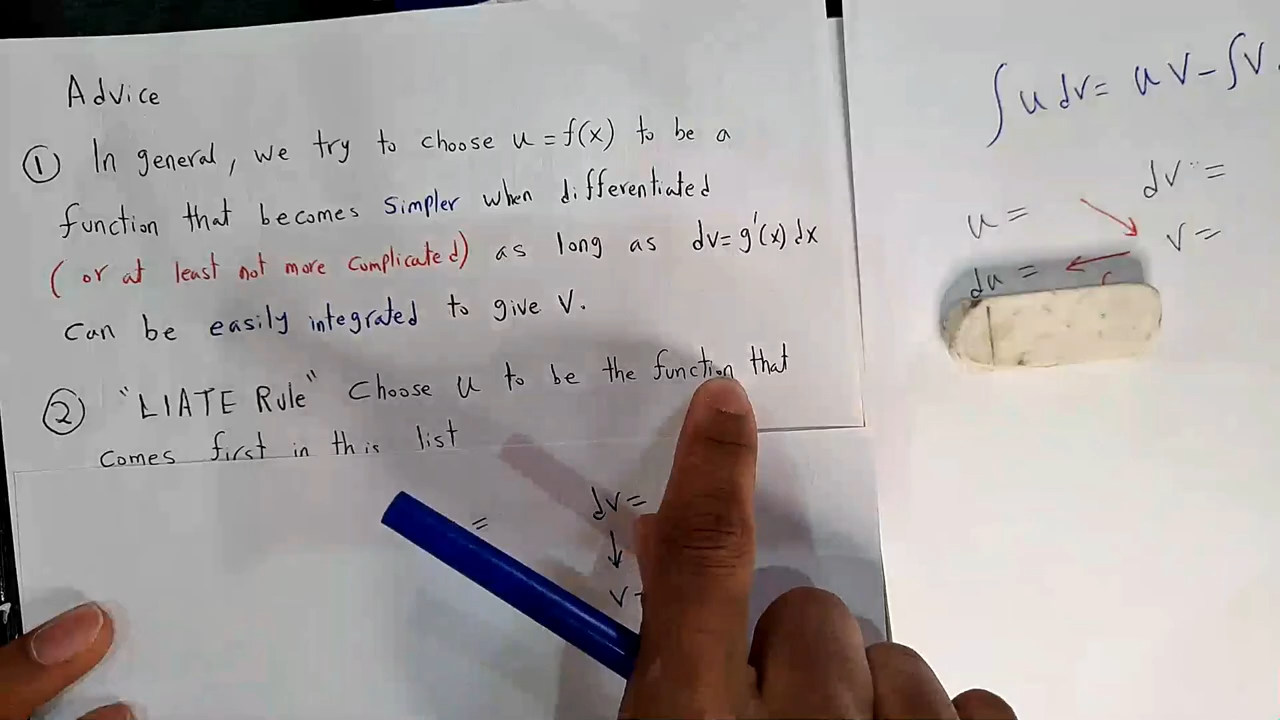 Advice
① In general, we try to choose u = f(x) to be a
function that becomes simpler when differentiated
(or at least not more complicated) as long as dv = g'(x) dx
can be easily integrated to give V.
② "LIATE Rule" Choose u to be the function that
comes first in this list
= dv =
↓
v
∫ u dv = uv - ∫ v
u = dv =
du = v =